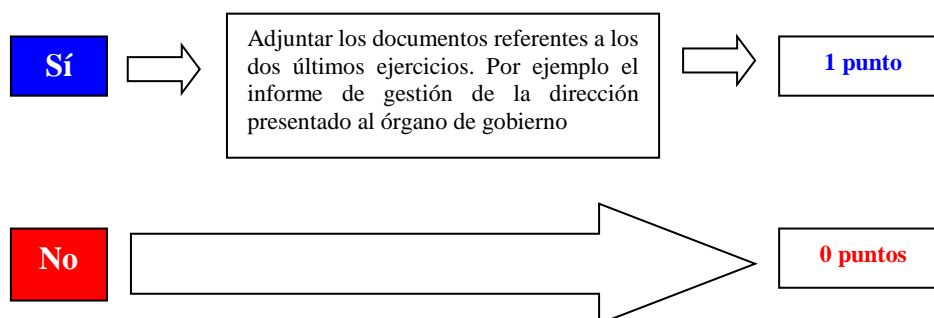 Sí
Adjuntar los documentos referentes a los
dos últimos ejercicios. Por ejemplo el
informe de gestión de la dirección
presentado al órgano de gobierno
1 punto
No
0 puntos